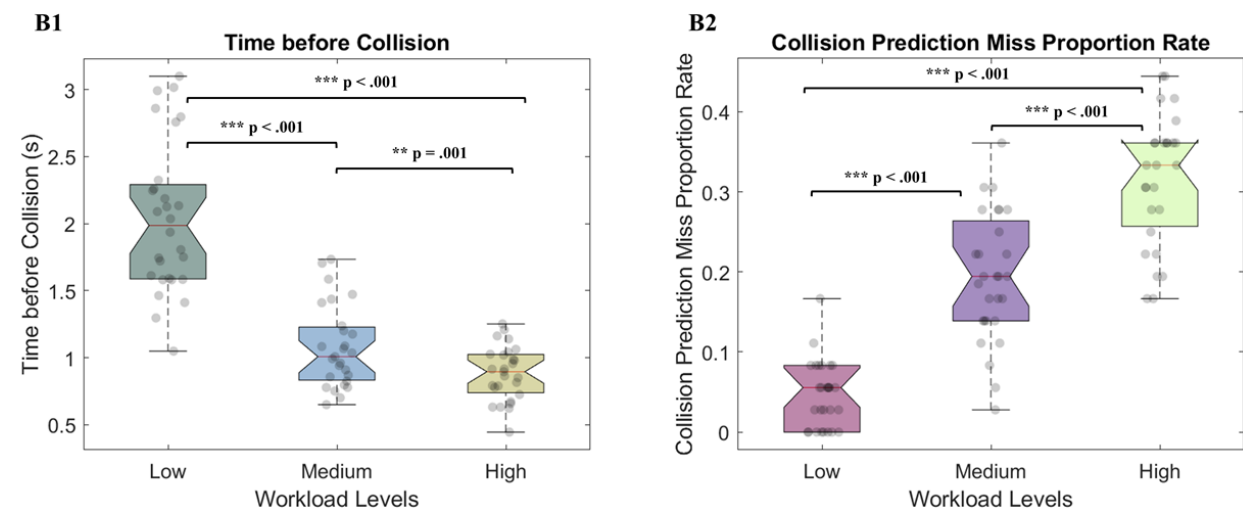 B1
Time before Collision
Time before Collision (s)
3
2.5
2
1.5
1
0.5
*** p < .001
*** p < .001
** p = .001
Low
Medium
High
Workload Levels
B2
Collision Prediction Miss Proportion Rate
Collision Prediction Miss Proportion Rate
0.4
0.3
0.2
0.1
0
*** p < .001
*** p < .001
*** p < .001
Low
Medium
High
Workload Levels